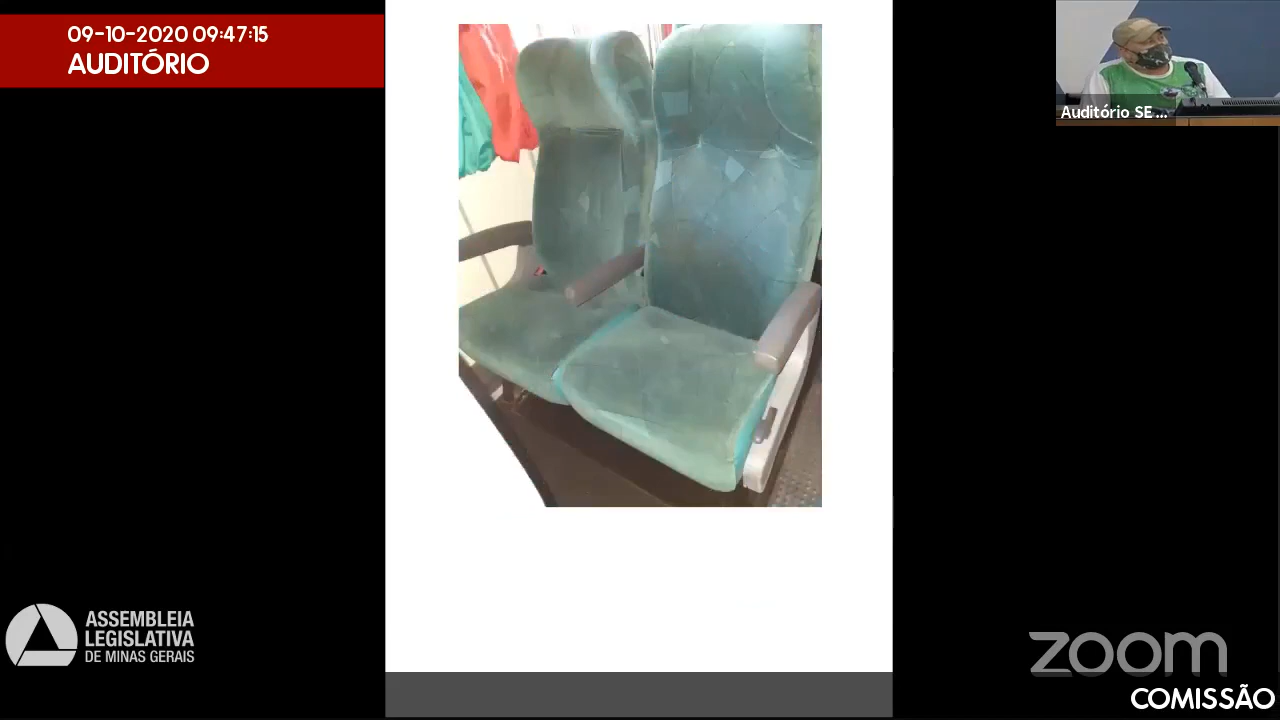 09-10-2020 09:47:15
AUDITÓRIO
Auditório SE...
ASSEMBLEIA
LEGISLATIVA
DE MINAS GERAIS
zoom
COMISSÃO